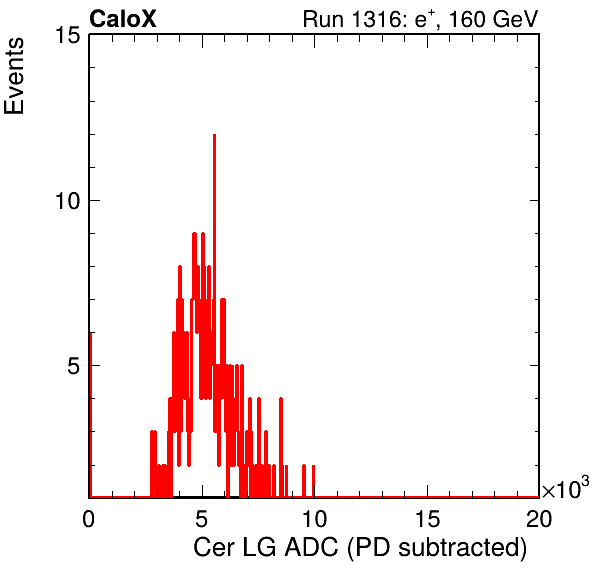 CaloX Run 1316: e⁺, 160 GeV
Events
15
10
5
0 5 10 15 20
×10³
Cer LG ADC (PD subtracted)